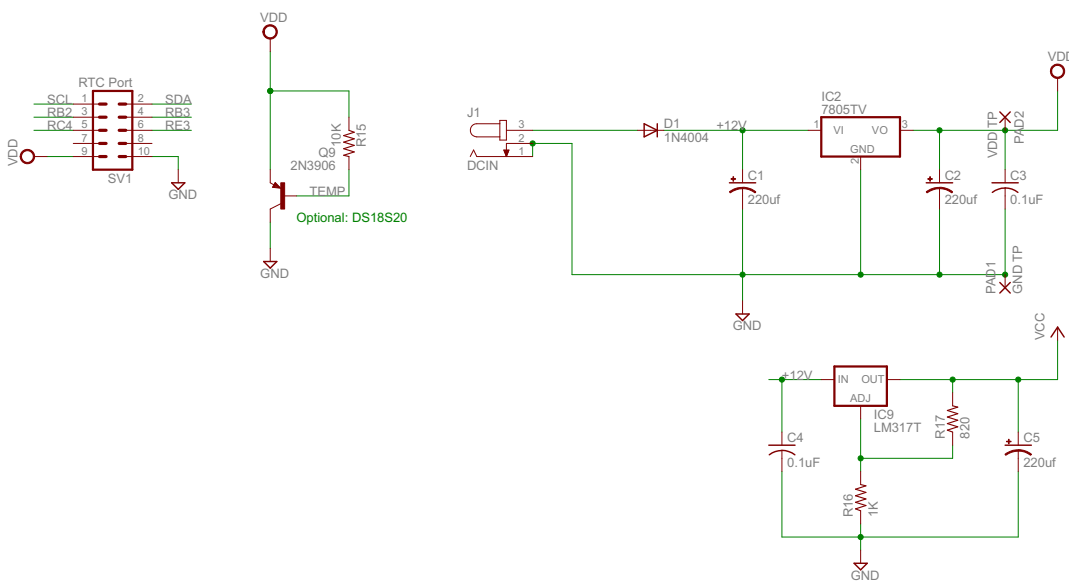 VDD
RTC Port
SCL 1 2 SDA
RB2 3 4 RB3
RC4 5 6 RE3
7 8
9 10
VDD
SV1
GND
10K
R15
Q9
2N3906
TEMP
Optional: DS18S20
GND
J1
3
2
1
DCIN
D1
1N4004
+12V
IC2
7805TV
1 VI VO 3
GND
2
VDD
VDD TP
PAD2
C1
220uf
C2
220uf
C3
0.1uF
PAD1
GND TP
GND
VCC
+12V
IN OUT
ADJ
IC9
LM317T
R17
820
C4
0.1uF
C5
220uf
R16
1K
GND